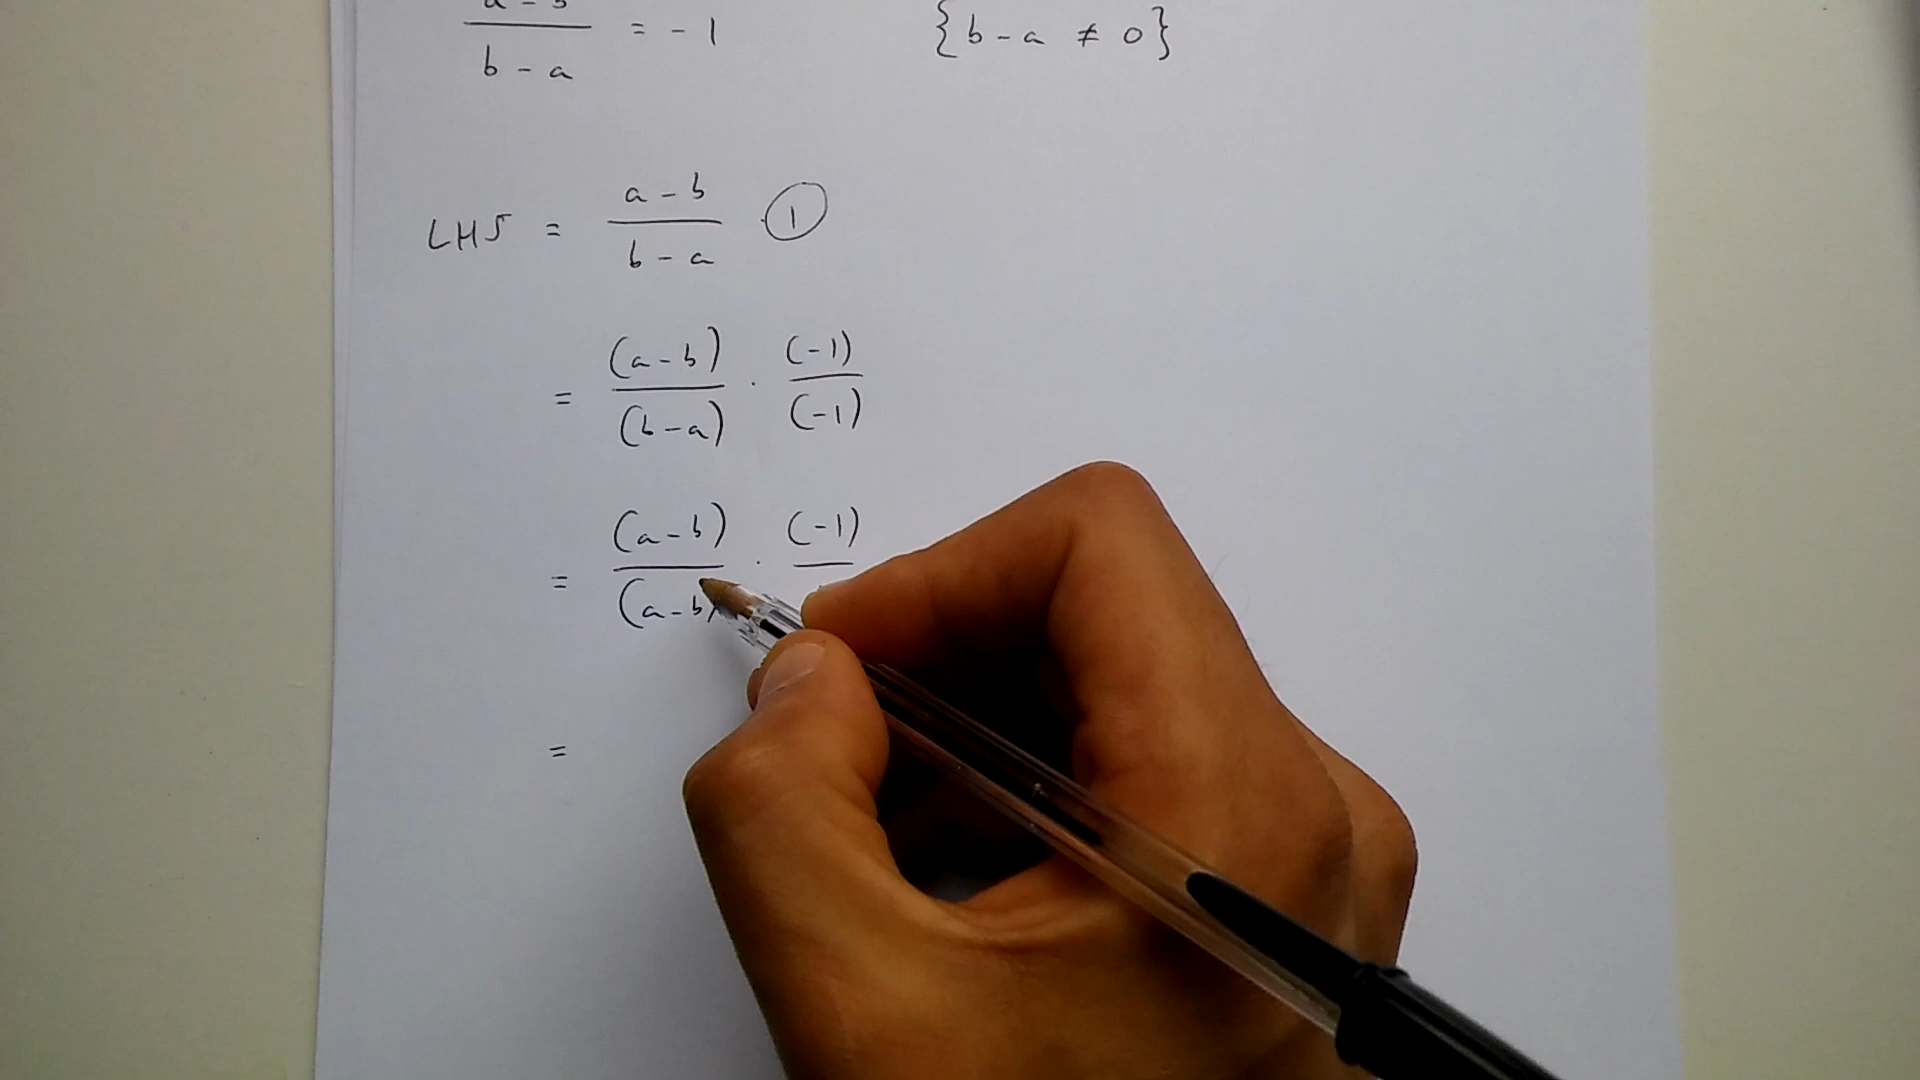 a - b
——— = - 1 {b - a ≠ 0}
b - a
LHS = (a - b)/(b - a) ①
= (a - b)/(b - a) · (-1)/(-1)
= (a - b)/(a - b) · (-1)/
=